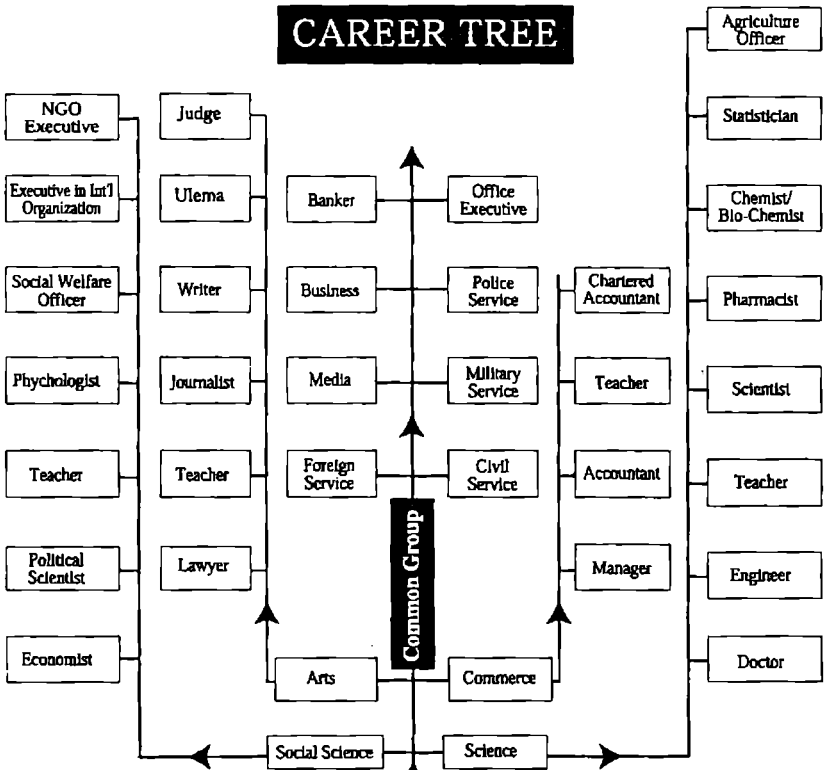 CAREER TREE
Agriculture
Officer
NGO
Executive
Judge
Statistician
Executive in Int'l
Organization
Ulema
Banker
Office
Executive
Chemist/
Bio-Chemist
Social Welfare
Officer
Writer
Business
Police
Service
Chartered
Accountant
Pharmacist
Phychologist
Journalist
Media
Military
Service
Teacher
Scientist
Teacher
Teacher
Foreign
Service
Civil
Service
Accountant
Teacher
Common Group
Political
Scientist
Lawyer
Manager
Engineer
Economist
Arts
Commerce
Doctor
Social Science
Science